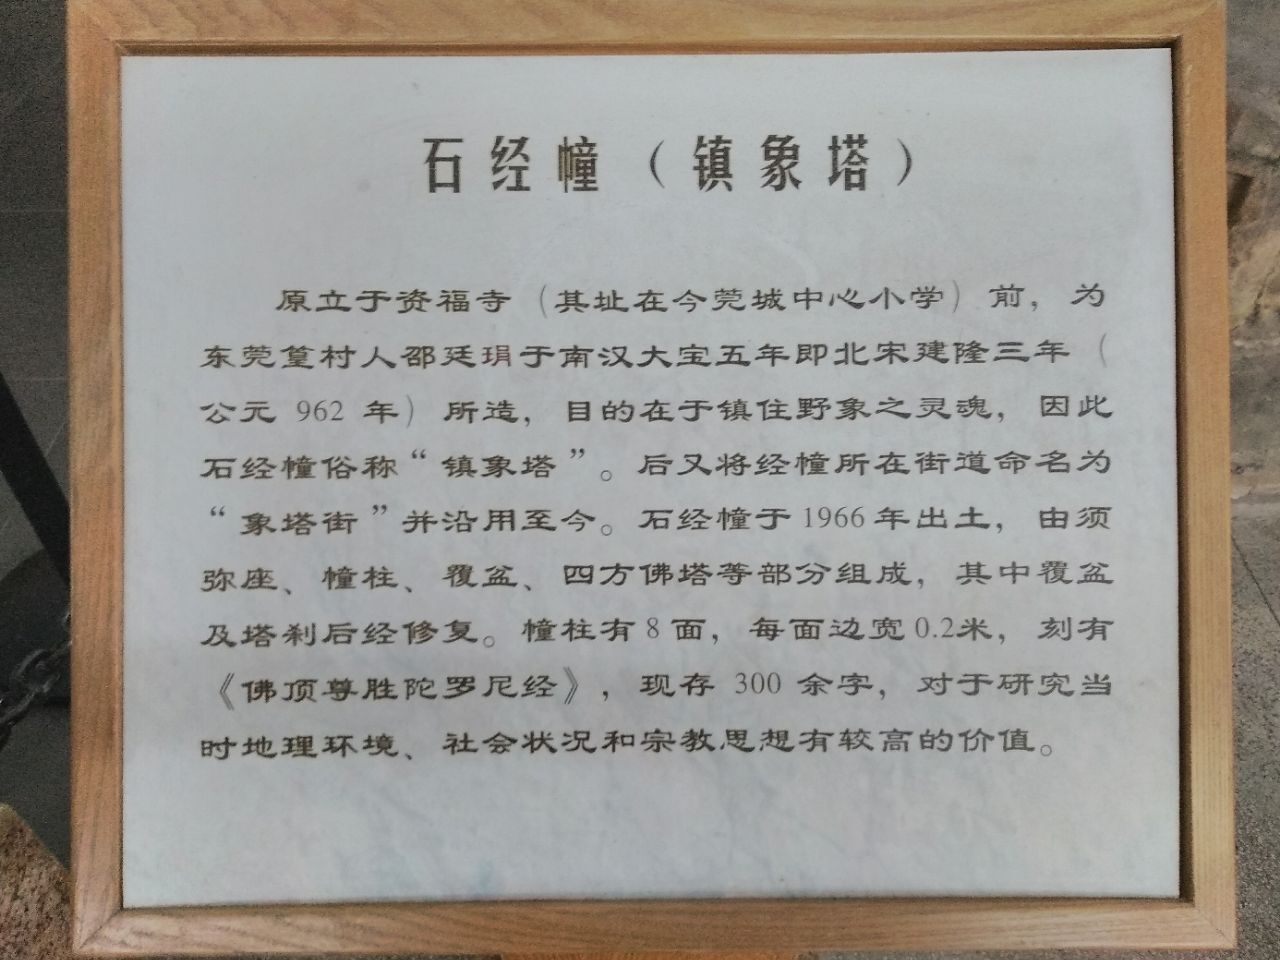 石经幢（镇象塔）
原立于资福寺（其址在今莞城中心小学）前，为
东莞篁村人邵廷琄于南汉大宝五年即北宋建隆三年（
公元 962 年）所造，目的在于镇住野象之灵魂，因此
石经幢俗称“镇象塔”。后又将经幢所在街道命名为
“象塔街”并沿用至今。石经幢于1966年出土，由须
弥座、幢柱、覆盆、四方佛塔等部分组成，其中覆盆
及塔刹后经修复。幢柱有8面，每面边宽0.2米，刻有
《佛顶尊胜陀罗尼经》，现存 300 余字，对于研究当
时地理环境、社会状况和宗教思想有较高的价值。